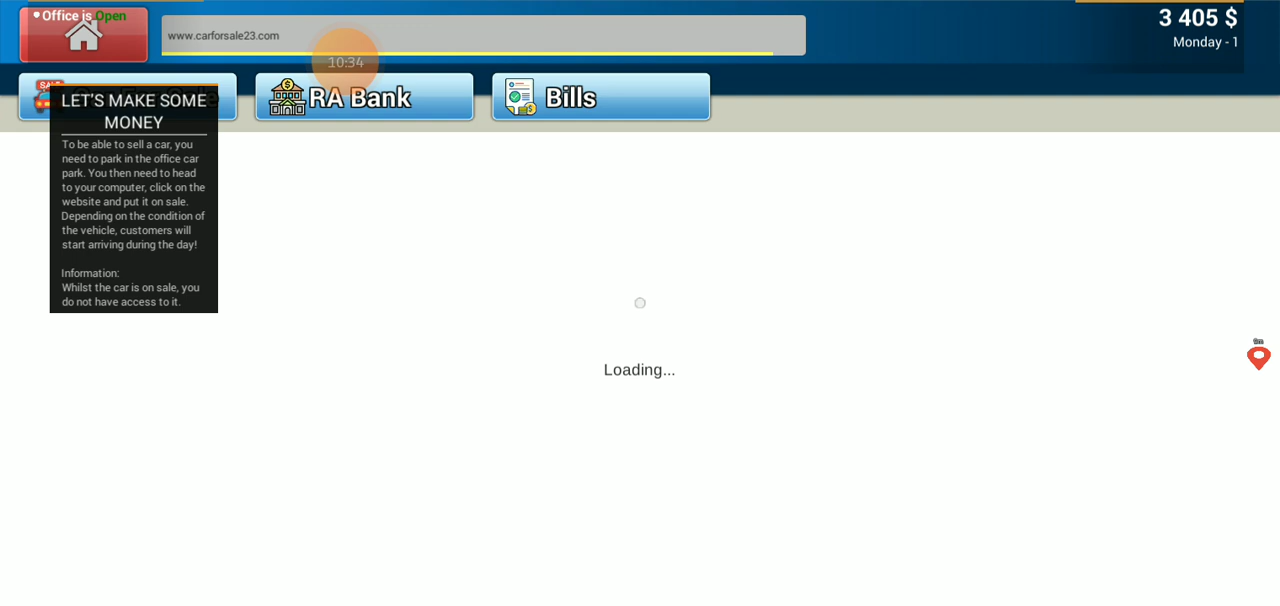 Office is Open
www.carforsale23.com
3 405 $
Monday - 1
10:34
SALE
RA Bank
Bills
LET'S MAKE SOME
MONEY
To be able to sell a car, you
need to park in the office car
park. You then need to head
to your computer, click on the
website and put it on sale.
Depending on the condition of
the vehicle, customers will
start arriving during the day!
Information:
Whilst the car is on sale, you
do not have access to it.
Loading...